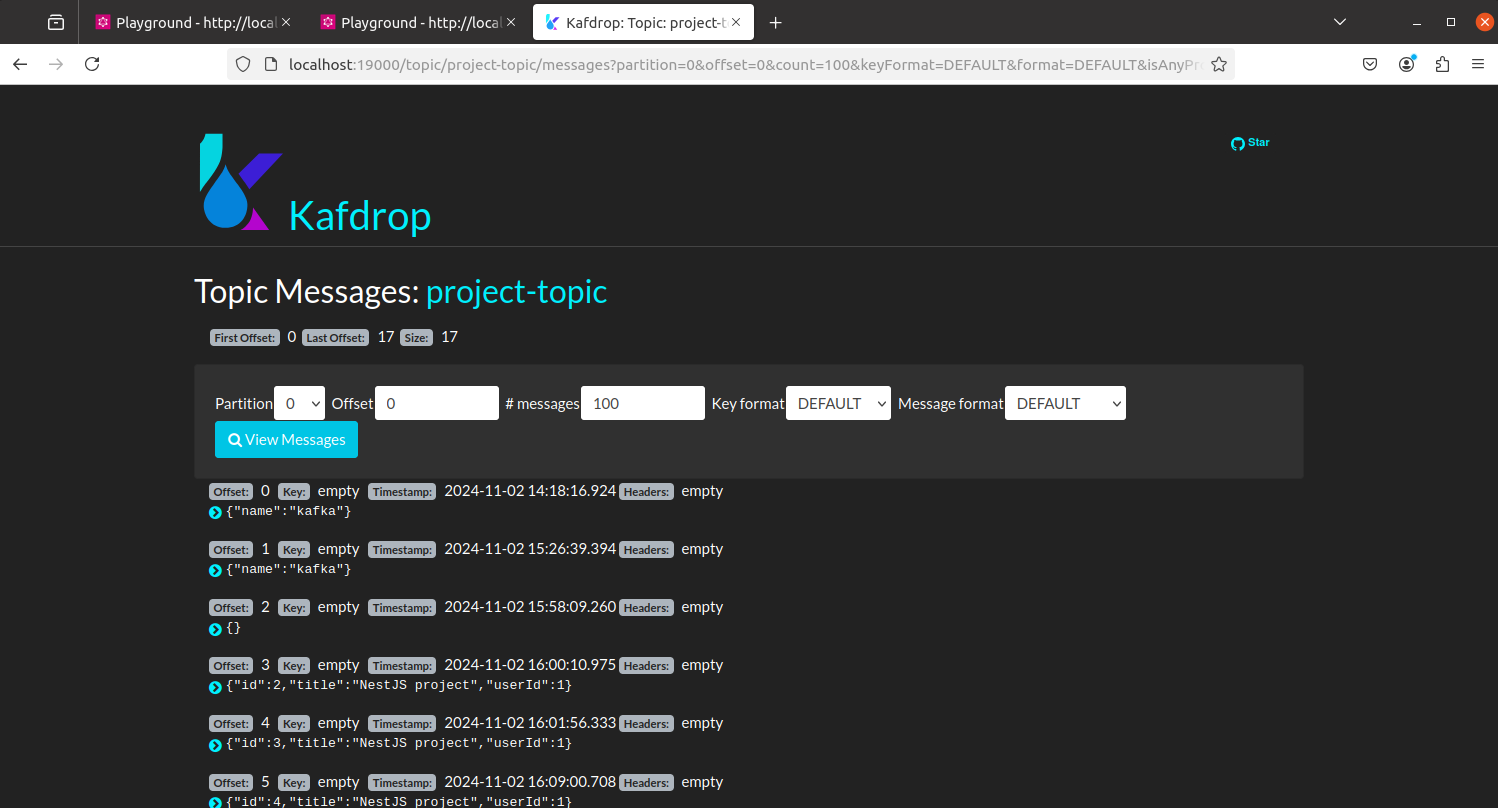 Playground - http://local
Playground - http://local
Kafdrop: Topic: project-t
localhost:19000/topic/project-topic/messages?partition=0&offset=0&count=100&keyFormat=DEFAULT&format=DEFAULT&isAnyPr
Star
Kafdrop
Topic Messages: project-topic
First Offset: 0 Last Offset: 17 Size: 17
Partition 0 Offset 0 # messages 100 Key format DEFAULT Message format DEFAULT
View Messages
Offset: 0 Key: empty Timestamp: 2024-11-02 14:18:16.924 Headers: empty
{"name":"kafka"}
Offset: 1 Key: empty Timestamp: 2024-11-02 15:26:39.394 Headers: empty
{"name":"kafka"}
Offset: 2 Key: empty Timestamp: 2024-11-02 15:58:09.260 Headers: empty
{}
Offset: 3 Key: empty Timestamp: 2024-11-02 16:00:10.975 Headers: empty
{"id":2,"title":"NestJS project","userId":1}
Offset: 4 Key: empty Timestamp: 2024-11-02 16:01:56.333 Headers: empty
{"id":3,"title":"NestJS project","userId":1}
Offset: 5 Key: empty Timestamp: 2024-11-02 16:09:00.708 Headers: empty
{"id":4,"title":"NestJS project","userId":1}